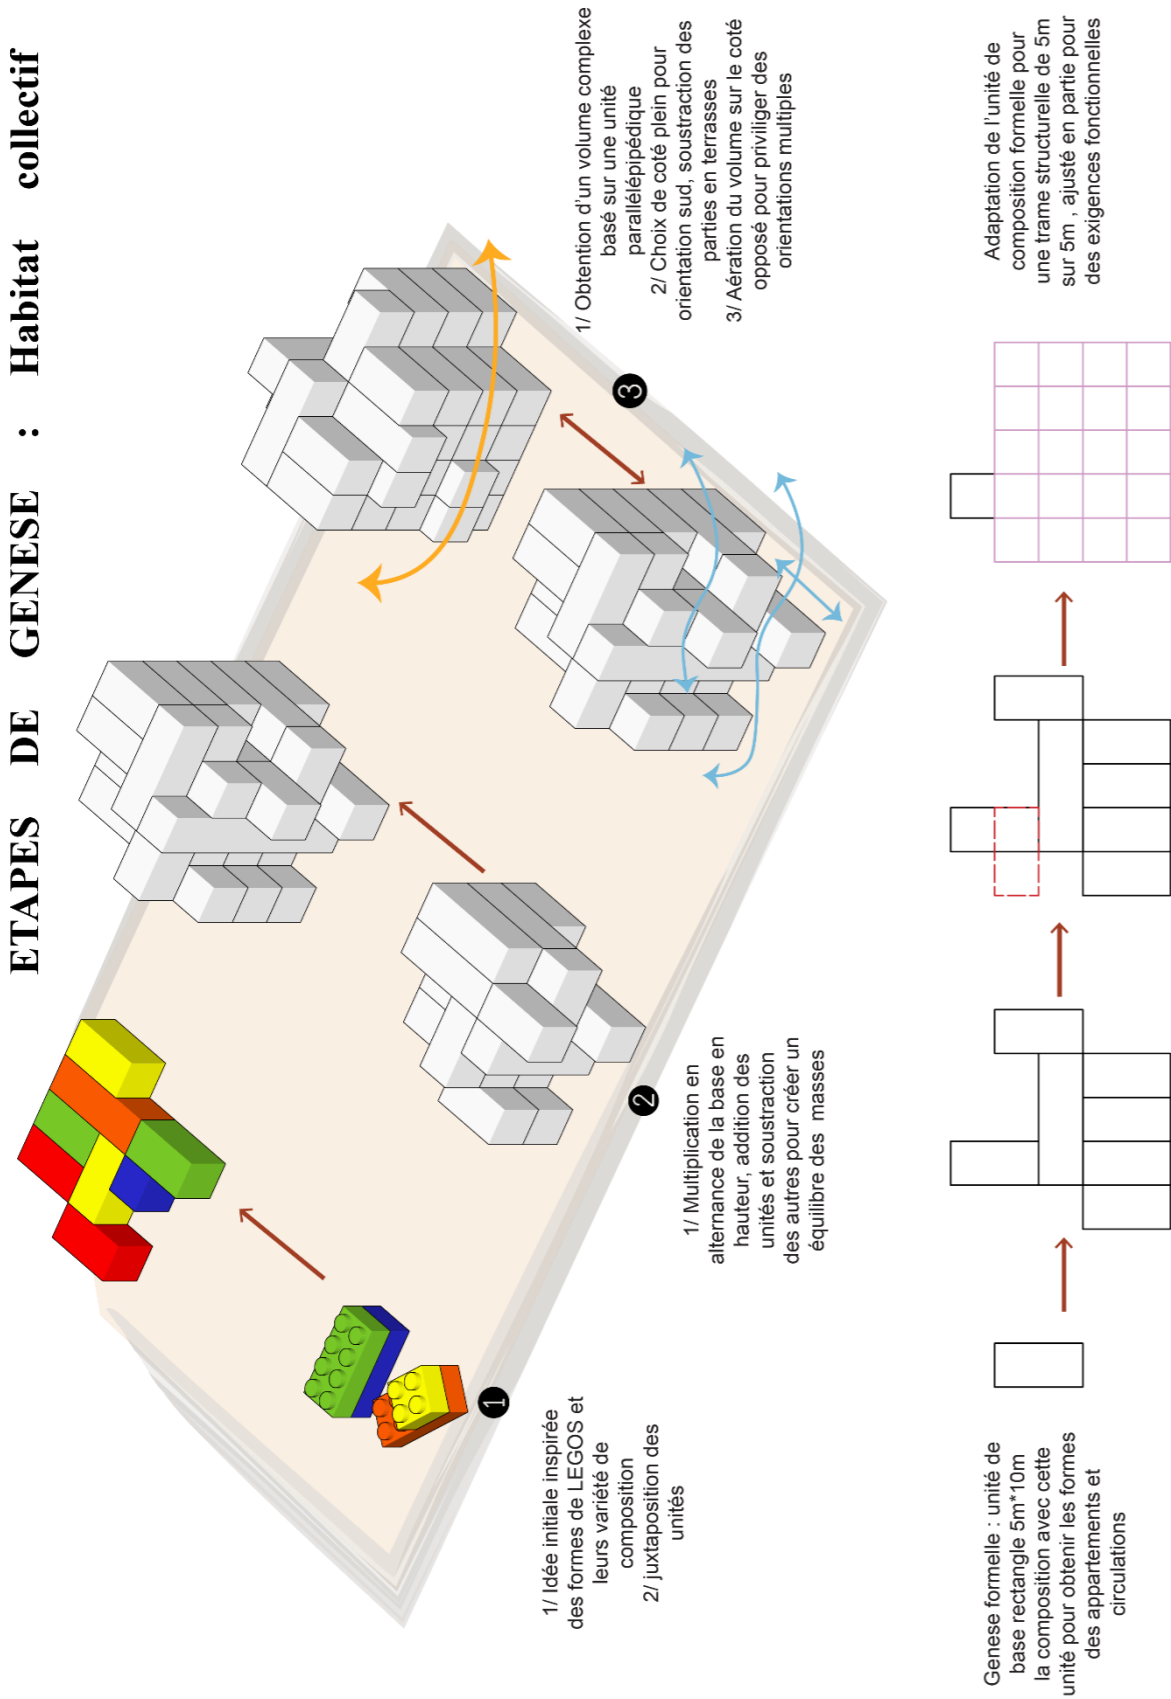 ETAPES DE GENESE : Habitat collectif
1
1/ Idée initiale inspirée
des formes de LEGOS et
leurs variété de
composition
2/ juxtaposition des
unités
2
1/ Multiplication en
alternance de la base en
hauteur, addition des
unités et soustraction
des autres pour créer un
équilibre des masses
3
1/ Obtention d'un volume complexe
basé sur une unité
parallélépipédique
2/ Choix de coté plein pour
orientation sud, soustraction des
parties en terrasses
3/ Aération du volume sur le coté
opposé pour priviliger des
orientations multiples
Genese formelle : unité de
base rectangle 5m*10m
la composition avec cette
unité pour obtenir les formes
des appartements et
circulations
Adaptation de l'unité de
composition formelle pour
une trame structurelle de 5m
sur 5m , ajusté en partie pour
des exigences fonctionnelles